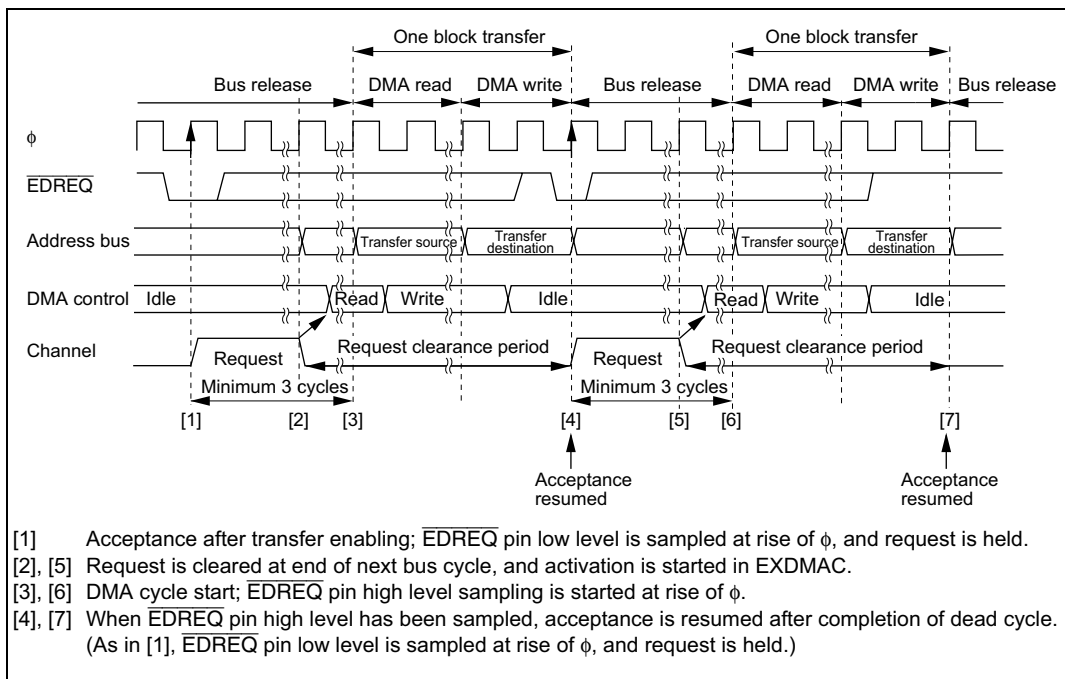 One block transfer One block transfer
Bus release DMA read DMA write Bus release DMA read DMA write Bus release
ϕ
EDREQ
Address bus Transfer source Transfer destination Transfer source Transfer destination
DMA control Idle Read Write Idle Read Write Idle
Channel Request Request clearance period Request Request clearance period
Minimum 3 cycles Minimum 3 cycles
[1] [2] [3] [4] [5] [6] [7]
Acceptance resumed Acceptance resumed
[1] Acceptance after transfer enabling; EDREQ pin low level is sampled at rise of ϕ, and request is held.
[2], [5] Request is cleared at end of next bus cycle, and activation is started in EXDMAC.
[3], [6] DMA cycle start; EDREQ pin high level sampling is started at rise of ϕ.
[4], [7] When EDREQ pin high level has been sampled, acceptance is resumed after completion of dead cycle.
(As in [1], EDREQ pin low level is sampled at rise of ϕ, and request is held.)